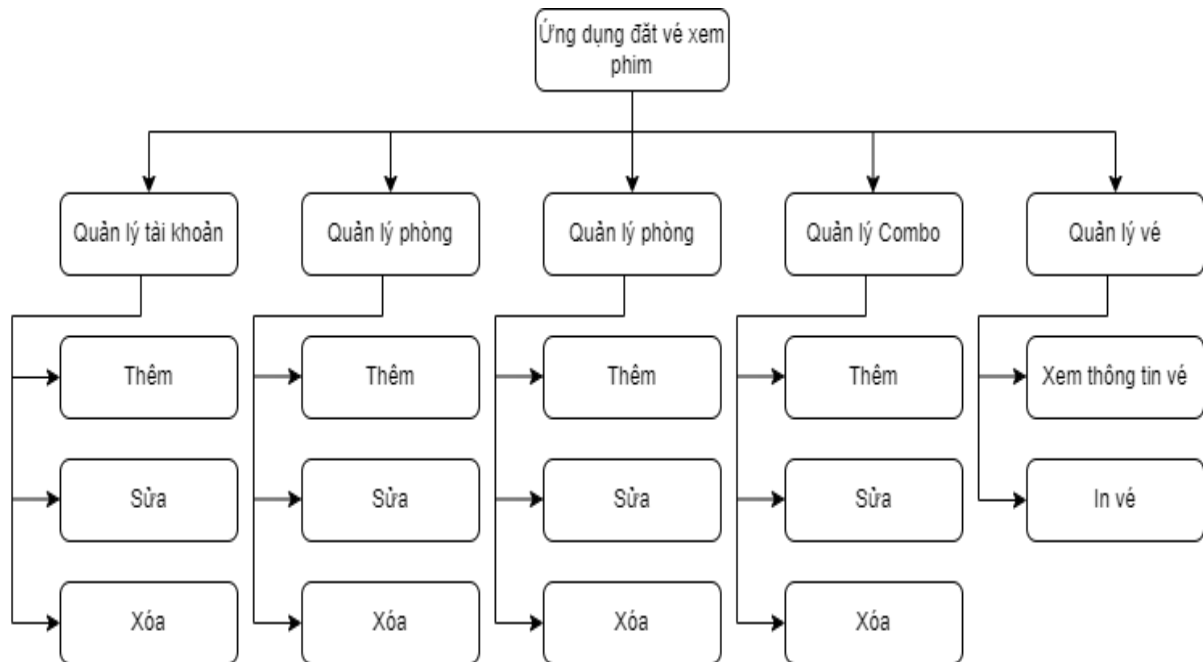 Ứng dụng đặt vé xem
phim
Quản lý tài khoản
Quản lý phòng
Quản lý phòng
Quản lý Combo
Quản lý vé
Thêm
Thêm
Thêm
Thêm
Xem thông tin vé
Sửa
Sửa
Sửa
Sửa
In vé
Xóa
Xóa
Xóa
Xóa